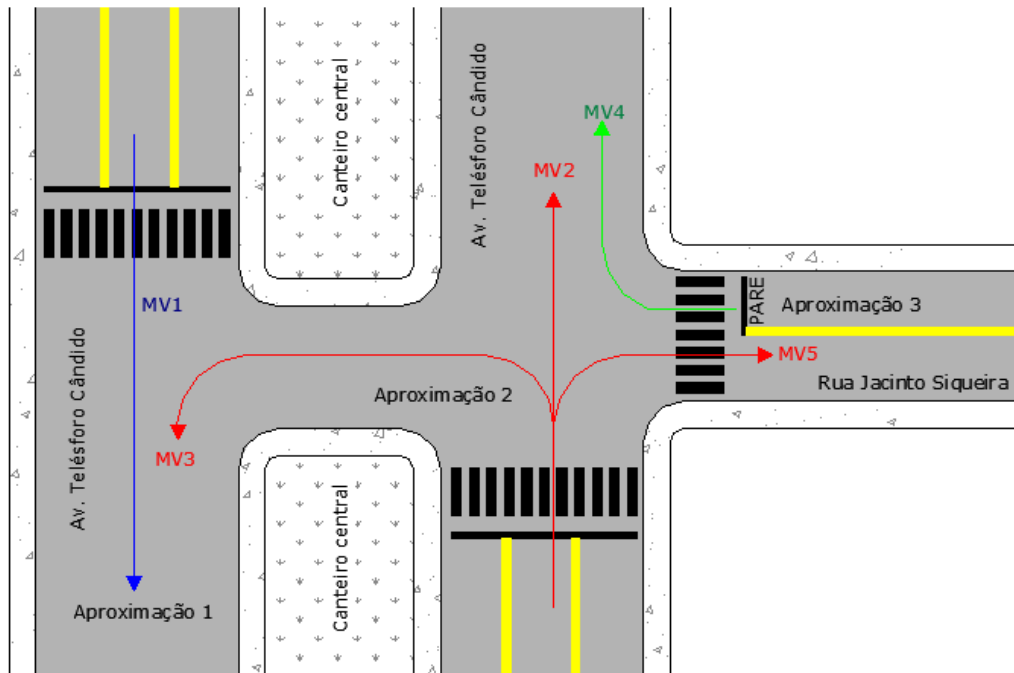 Canteiro central
Av. Telésforo Cândido
MV4
MV2
MV1
PARE
Aproximação 3
MV5
Rua Jacinto Siqueira
Av. Telésforo Cândido
Aproximação 2
MV3
Canteiro central
Aproximação 1